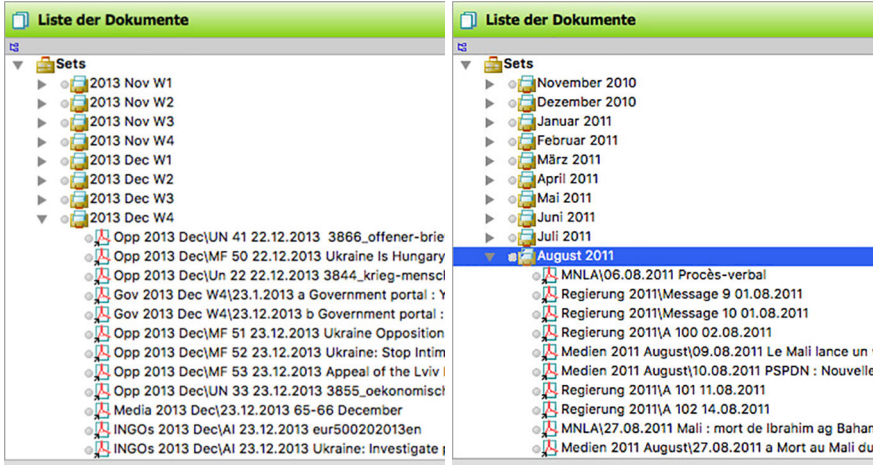 Liste der Dokumente
Sets
2013 Nov W1
2013 Nov W2
2013 Nov W3
2013 Nov W4
2013 Dec W1
2013 Dec W2
2013 Dec W3
2013 Dec W4
Opp 2013 Dec\UN 41 22.12.2013 3866_offener-brie
Opp 2013 Dec\MF 50 22.12.2013 Ukraine Is Hungary
Opp 2013 Dec\Un 22 22.12.2013 3844_krieg-mensch
Gov 2013 Dec W4\23.1.2013 a Government portal : Y
Gov 2013 Dec W4\23.12.2013 b Government portal :
Opp 2013 Dec\MF 51 23.12.2013 Ukraine Opposition
Opp 2013 Dec\MF 52 23.12.2013 Ukraine: Stop Intim
Opp 2013 Dec\MF 53 23.12.2013 Appeal of the Lviv
Opp 2013 Dec\UN 33 23.12.2013 3855_oekonomisch
Media 2013 Dec\23.12.2013 65-66 December
INGOs 2013 Dec\AI 23.12.2013 eur500202013en
INGOs 2013 Dec\AI 23.12.2013 Ukraine: Investigate
Liste der Dokumente
Sets
November 2010
Dezember 2010
Januar 2011
Februar 2011
März 2011
April 2011
Mai 2011
Juni 2011
Juli 2011
August 2011
MNLA\06.08.2011 Procès-verbal
Regierung 2011\Message 9 01.08.2011
Regierung 2011\Message 10 01.08.2011
Regierung 2011\A 100 02.08.2011
Medien 2011 August\09.08.2011 Le Mali lance un
Medien 2011 August\10.08.2011 PSPDN : Nouvelle
Regierung 2011\A 101 11.08.2011
Regierung 2011\A 102 14.08.2011
MNLA\27.08.2011 Mali : mort de Ibrahim ag Bahan
Medien 2011 August\27.08.2011 a Mort au Mali du